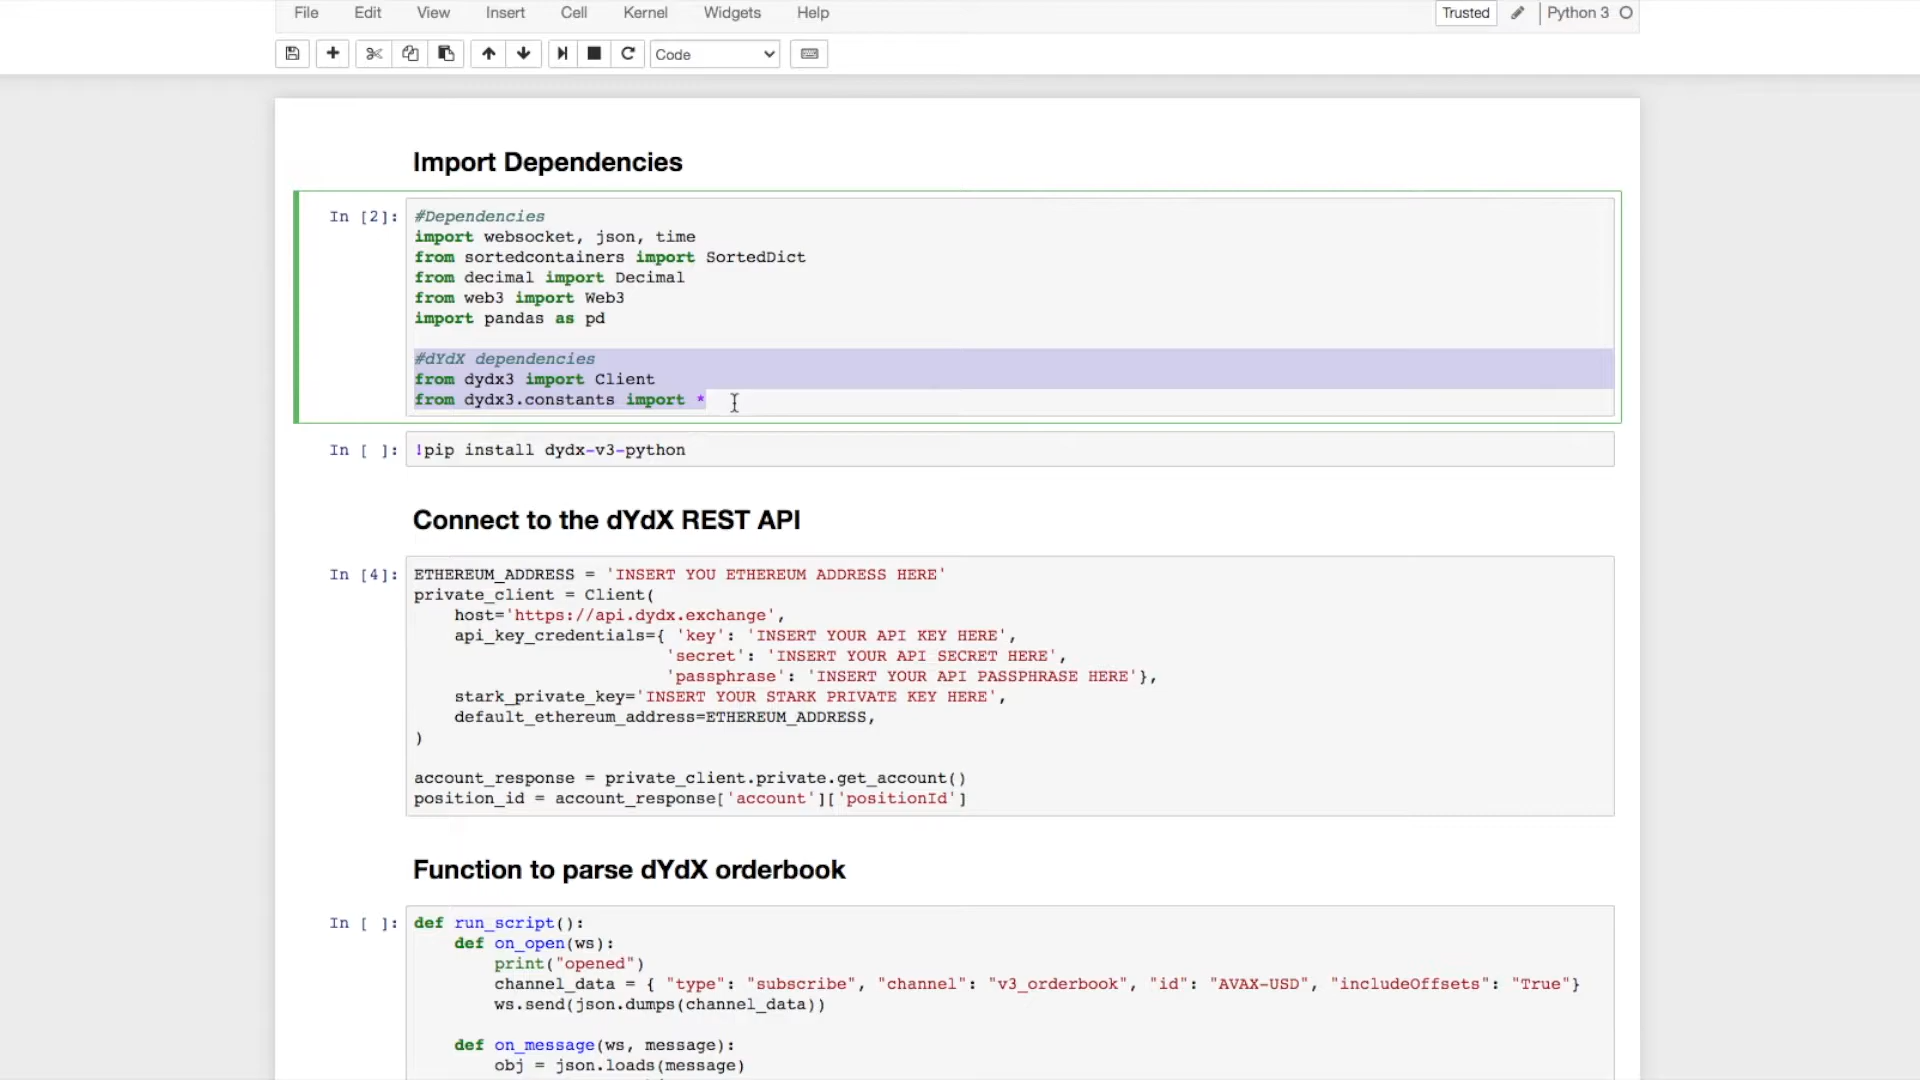 File Edit View Insert Cell Kernel Widgets Help Trusted Python 3
Code
Import Dependencies
In [2]: #Dependencies
import websocket, json, time
from sortedcontainers import SortedDict
from decimal import Decimal
from web3 import Web3
import pandas as pd
#dYdX dependencies
from dydx3 import Client
from dydx3.constants import *
In [ ]: !pip install dydx-v3-python
Connect to the dYdX REST API
In [4]: ETHEREUM_ADDRESS = 'INSERT YOU ETHEREUM ADDRESS HERE'
private_client = Client(
host='https://api.dydx.exchange',
api_key_credentials={ 'key': 'INSERT YOUR API KEY HERE',
'secret': 'INSERT YOUR API SECRET HERE',
'passphrase': 'INSERT YOUR API PASSPHRASE HERE'},
stark_private_key='INSERT YOUR STARK PRIVATE KEY HERE',
default_ethereum_address=ETHEREUM_ADDRESS,
)
account_response = private_client.private.get_account()
position_id = account_response['account']['positionId']
Function to parse dYdX orderbook
In [ ]: def run_script():
def on_open(ws):
print("opened")
channel_data = { "type": "subscribe", "channel": "v3_orderbook", "id": "AVAX-USD", "includeOffsets": "True"}
ws.send(json.dumps(channel_data))
def on_message(ws, message):
obj = json.loads(message)